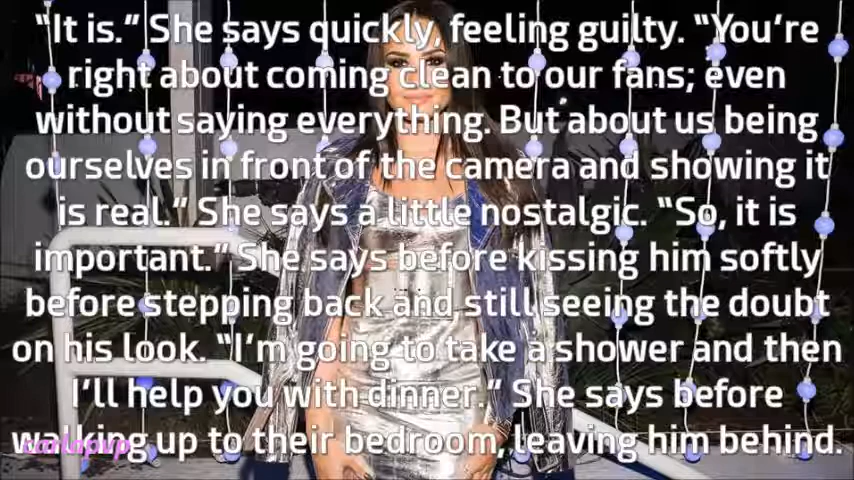 “It is.” She says quickly, feeling guilty. “You’re
right about coming clean to our fans; even
without saying everything. But about us being
ourselves in front of the camera and showing it
is real.” She says a little nostalgic. “So, it is
important.” She says before kissing him softly
before stepping back and still seeing the doubt
on his look. “I’m going to take a shower and then
I’ll help you with dinner.” She says before
walking up to their bedroom, leaving him behind.
carlapvp